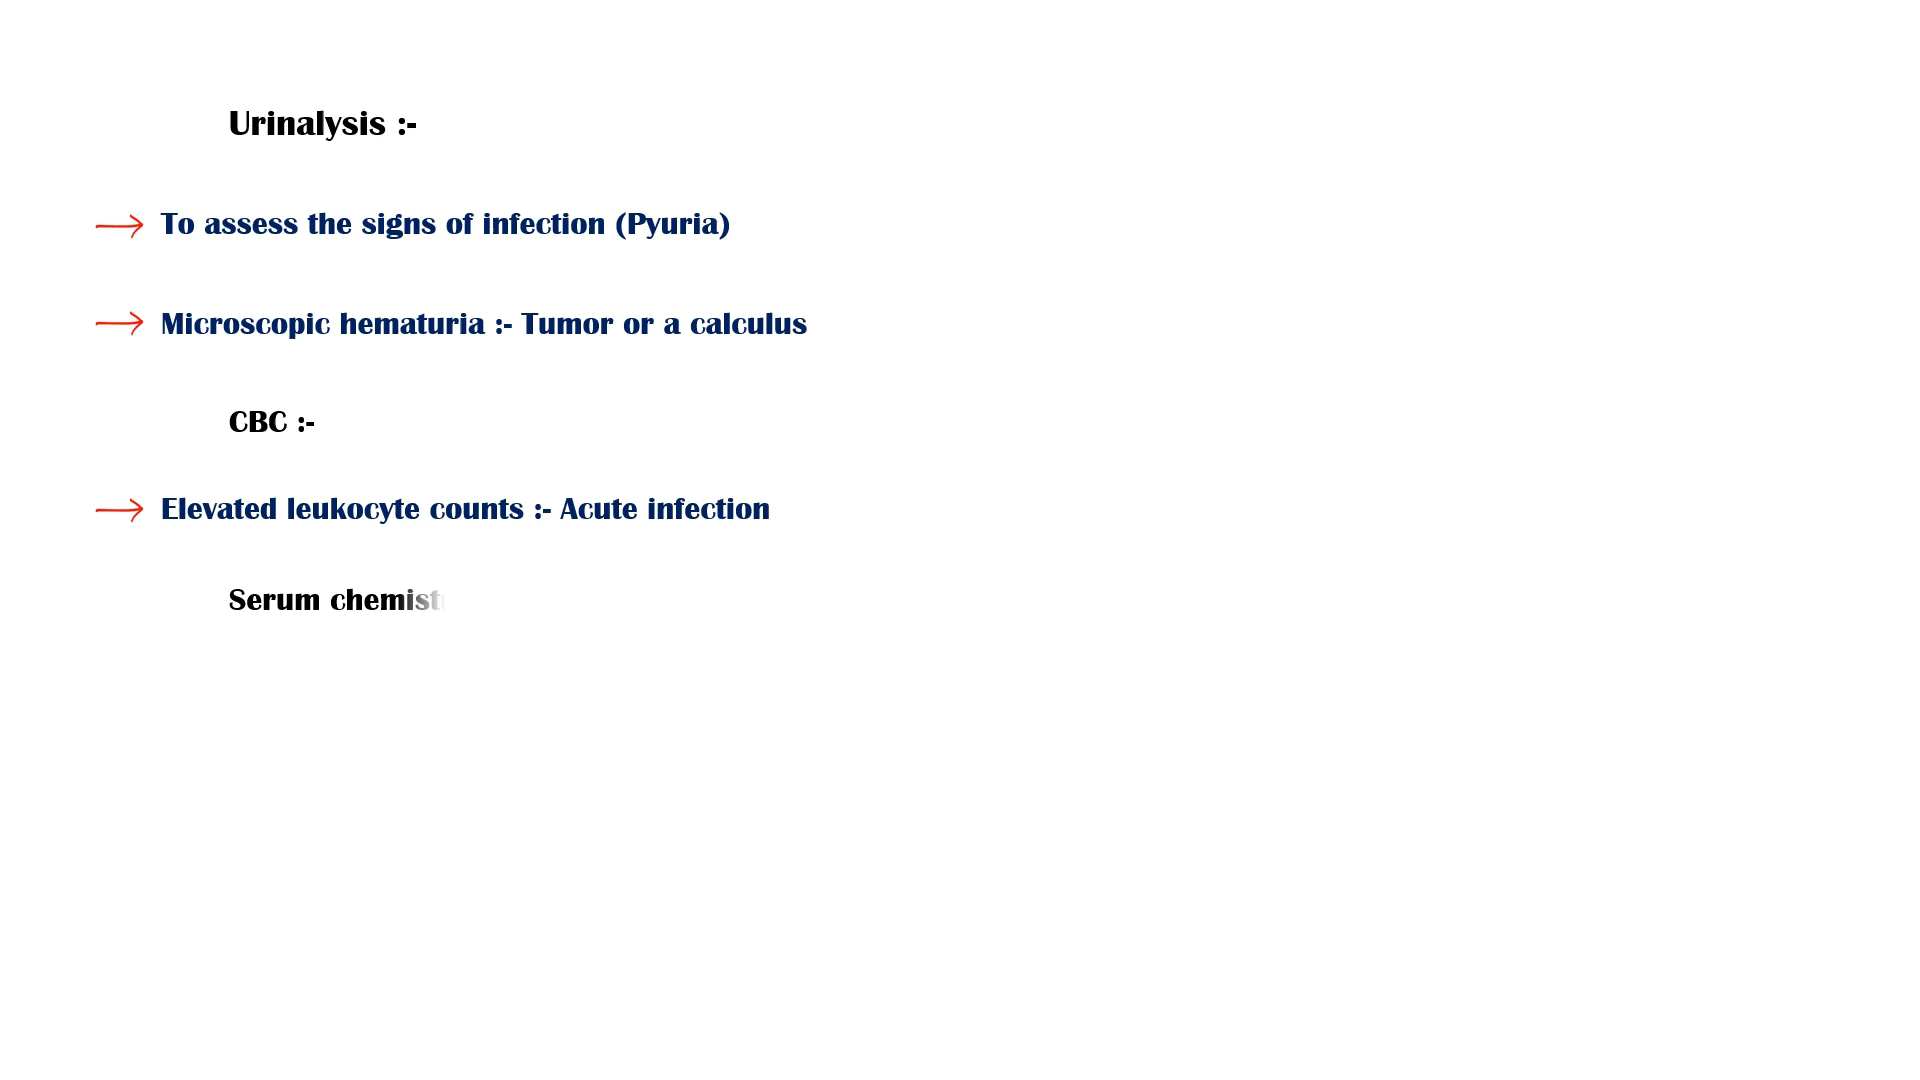 Urinalysis :-
To assess the signs of infection (Pyuria)
Microscopic hematuria :- Tumor or a calculus
CBC :-
Elevated leukocyte counts :- Acute infection
Serum